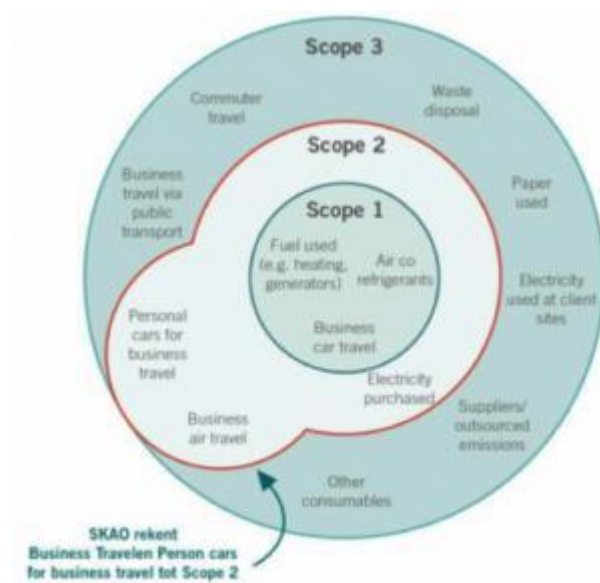 Scope 3
Commuter
travel
Waste
disposal
Scope 2
Business
travel via
public
transport
Paper
used
Scope 1
Fuel used
(e.g. heating,
generators)
Air co
refrigerants
Electricity
used at client
sites
Personal
cars for
business
travel
Business
car travel
Electricity
purchased
Business
air travel
Suppliers/
outsourced
emissions
Other
consumables
SKAO rekent
Business Travelen Person cars
for business travel tot Scope 2